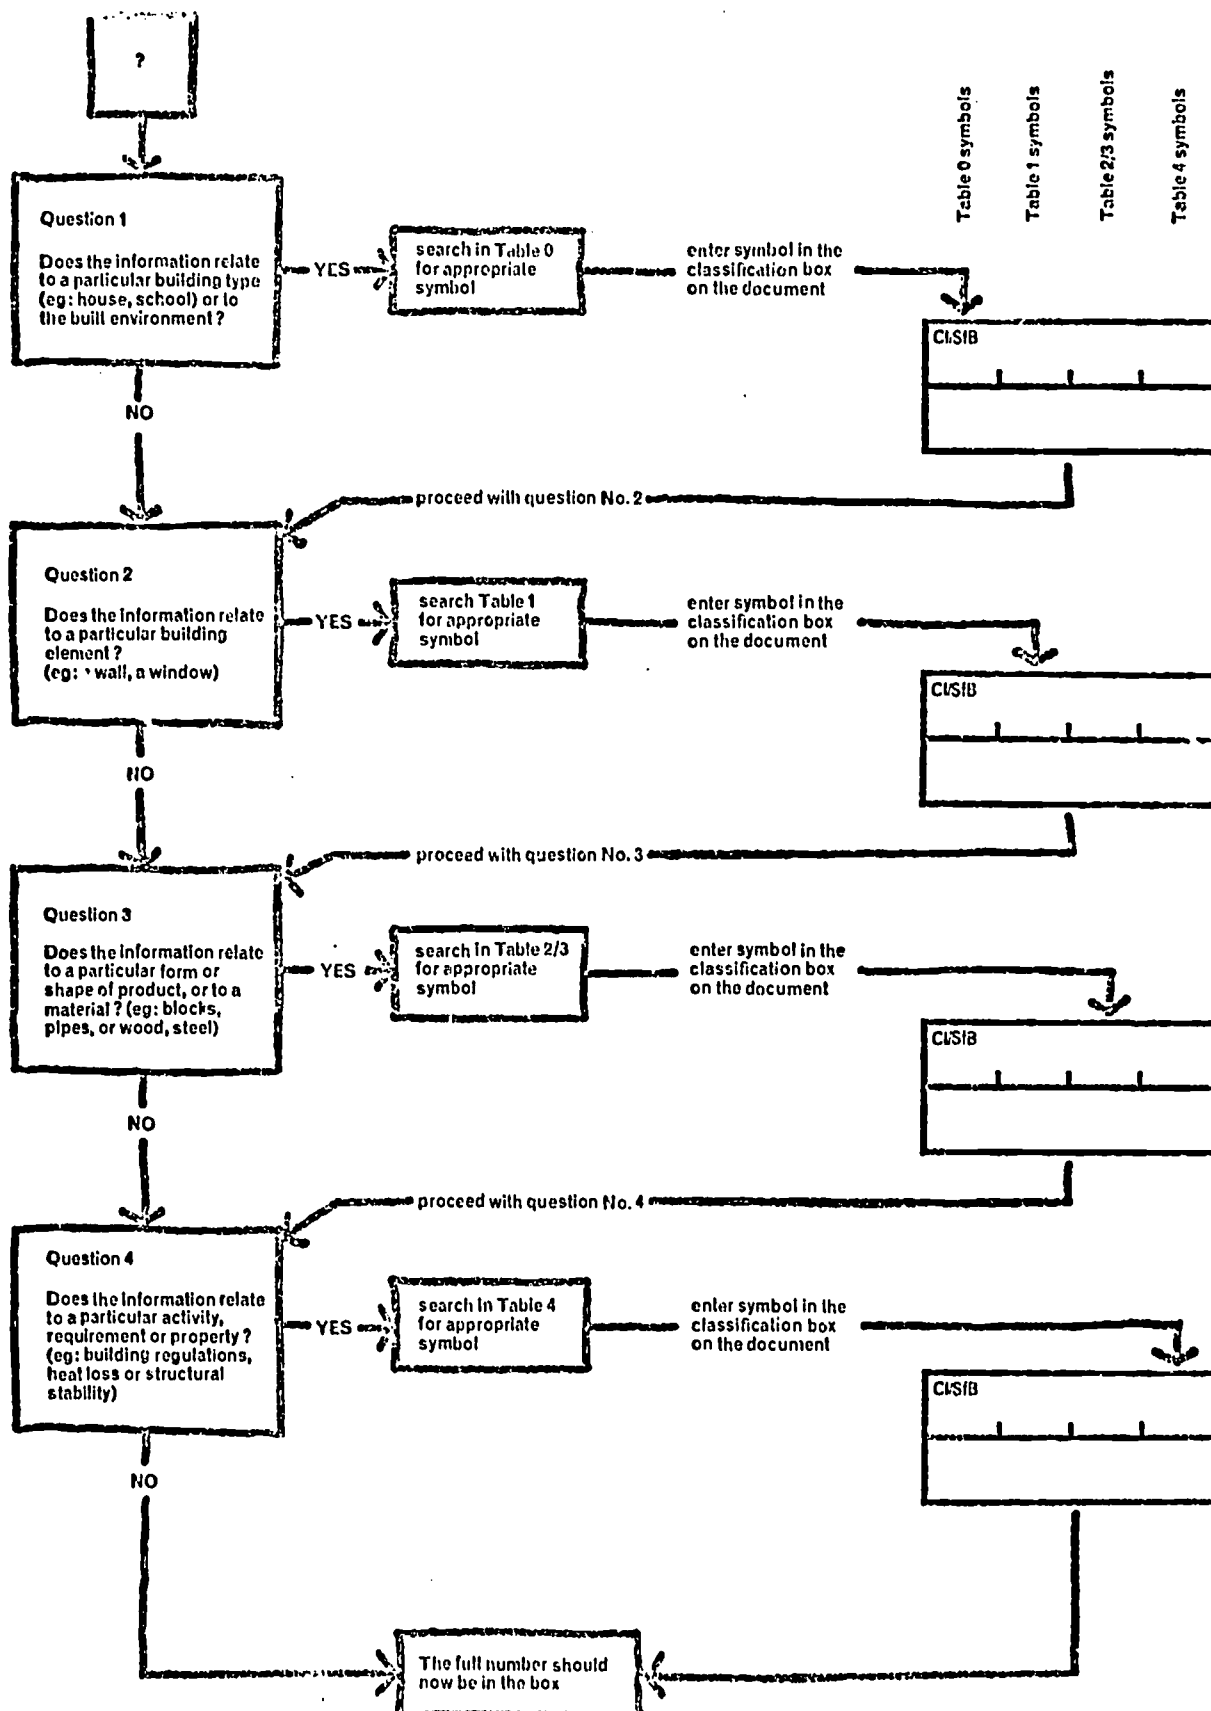 ?
Table 0 symbols
Table 1 symbols
Table 2/3 symbols
Table 4 symbols
Question 1
Does the information relate
to a particular building type
(eg: house, school) or to
the built environment?
YES
search in Table 0
for appropriate
symbol
enter symbol in the
classification box
on the document
CI/SfB
NO
proceed with question No. 2
Question 2
Does the information relate
to a particular building
element?
(eg: wall, a window)
YES
search Table 1
for appropriate
symbol
enter symbol in the
classification box
on the document
CI/SfB
NO
proceed with question No. 3
Question 3
Does the information relate
to a particular form or
shape of product, or to a
material? (eg: blocks,
pipes, or wood, steel)
YES
search in Table 2/3
for appropriate
symbol
enter symbol in the
classification box
on the document
CI/SfB
NO
proceed with question No. 4
Question 4
Does the information relate
to a particular activity,
requirement or property?
(eg: building regulations,
heat loss or structural
stability)
YES
search in Table 4
for appropriate
symbol
enter symbol in the
classification box
on the document
CI/SfB
NO
The full number should
now be in the box